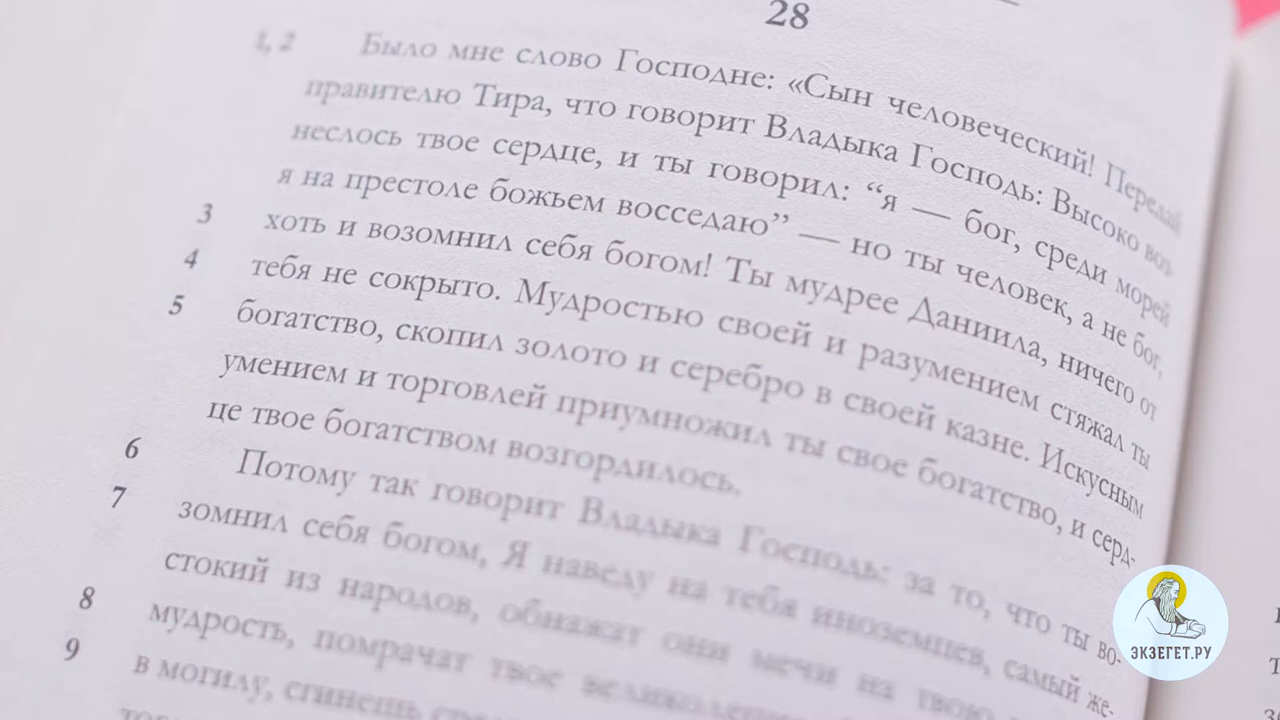 28
1, 2 Было мне слово Господне: «Сын человеческий! Передай
правителю Тира, что говорит Владыка Господь: Высоко воз-
неслось твое сердце, и ты говорил: “я — бог, среди морей
я на престоле божьем восседаю” — но ты человек, а не бог,
3 хоть и возомнил себя богом! Ты мудрее Даниила, ничего от
4 тебя не сокрыто. Мудростью своей и разумением стяжал ты
5 богатство, скопил золото и серебро в своей казне. Искусным
умением и торговлей приумножил ты свое богатство, и серд-
це твое богатством возгордилось.
6 Потому так говорит Владыка Господь: за то, что ты во-
7 зомнил себя богом, Я наведу на тебя иноземцев, самый же-
стокий из народов, обнажат они мечи на твою
8 мудрость, помрачат твое великолепие
9 в могилу, сгинешь
ЭКЗЕГЕТ.РУ